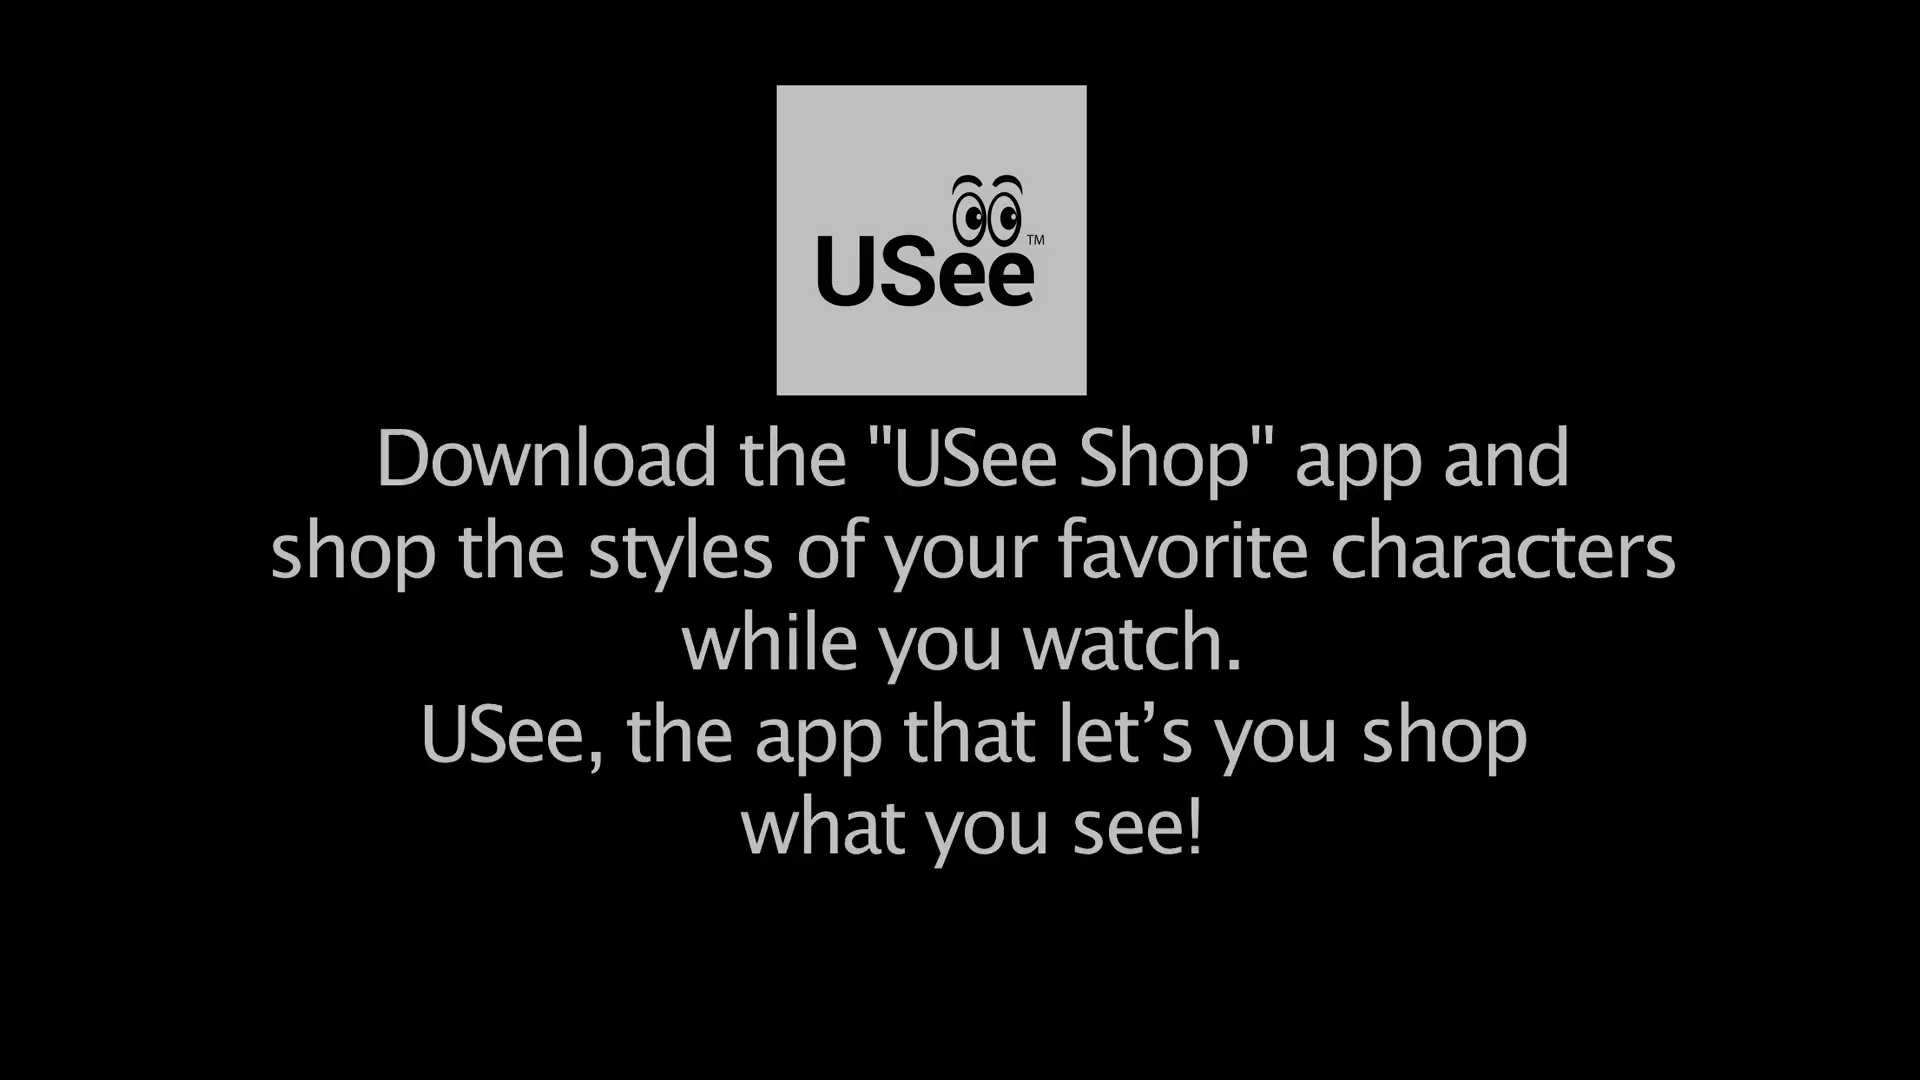 USee™
Download the "USee Shop" app and
shop the styles of your favorite characters
while you watch.
USee, the app that let’s you shop
what you see!